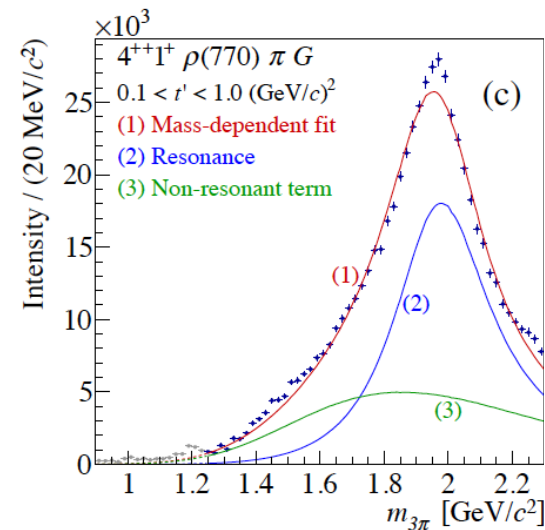 ×10³
4⁺⁺1⁺ ρ(770) π G
0.1 < t' < 1.0 (GeV/c)²
(c)
(1) Mass-dependent fit
(2) Resonance
(3) Non-resonant term
Intensity / (20 MeV/c²)
25
20
15
10
5
0
(1)
(2)
(3)
1 1.2 1.4 1.6 1.8 2 2.2
m₃π [GeV/c²]